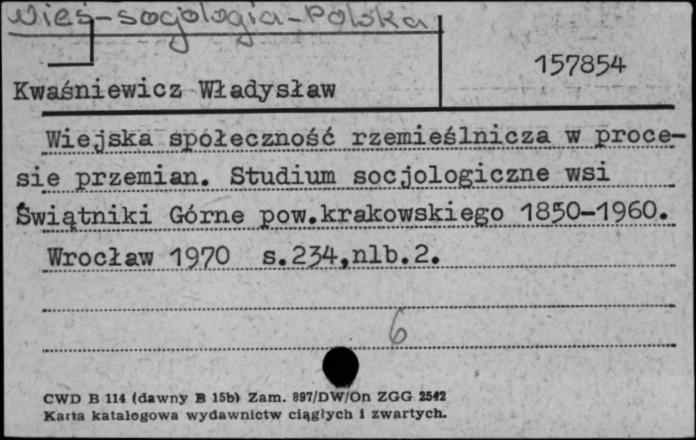 Wieś-socjologia-Polska
157854
Kwaśniewicz Władysław
Wiejska społeczność rzemieślnicza w proce-
sie przemian. Studium socjologiczne wsi
Świątniki Górne pow.krakowskiego 1850-1960.
Wrocław 1970 s.234,nlb.2.
6
CWD B 114 (dawny B 15b) Zam. 897/DW/On ZGG 2542
Karta katalogowa wydawnictw ciągłych i zwartych.